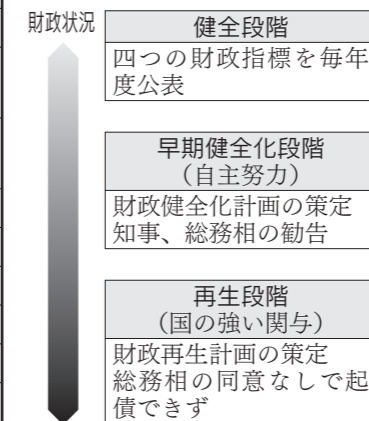 財政状況
健全段階
四つの財政指標を毎年
度公表
早期健全化段階
（自主努力）
財政健全化計画の策定
知事、総務相の勧告
再生段階
（国の強い関与）
財政再生計画の策定
総務相の同意なしで起
債できず